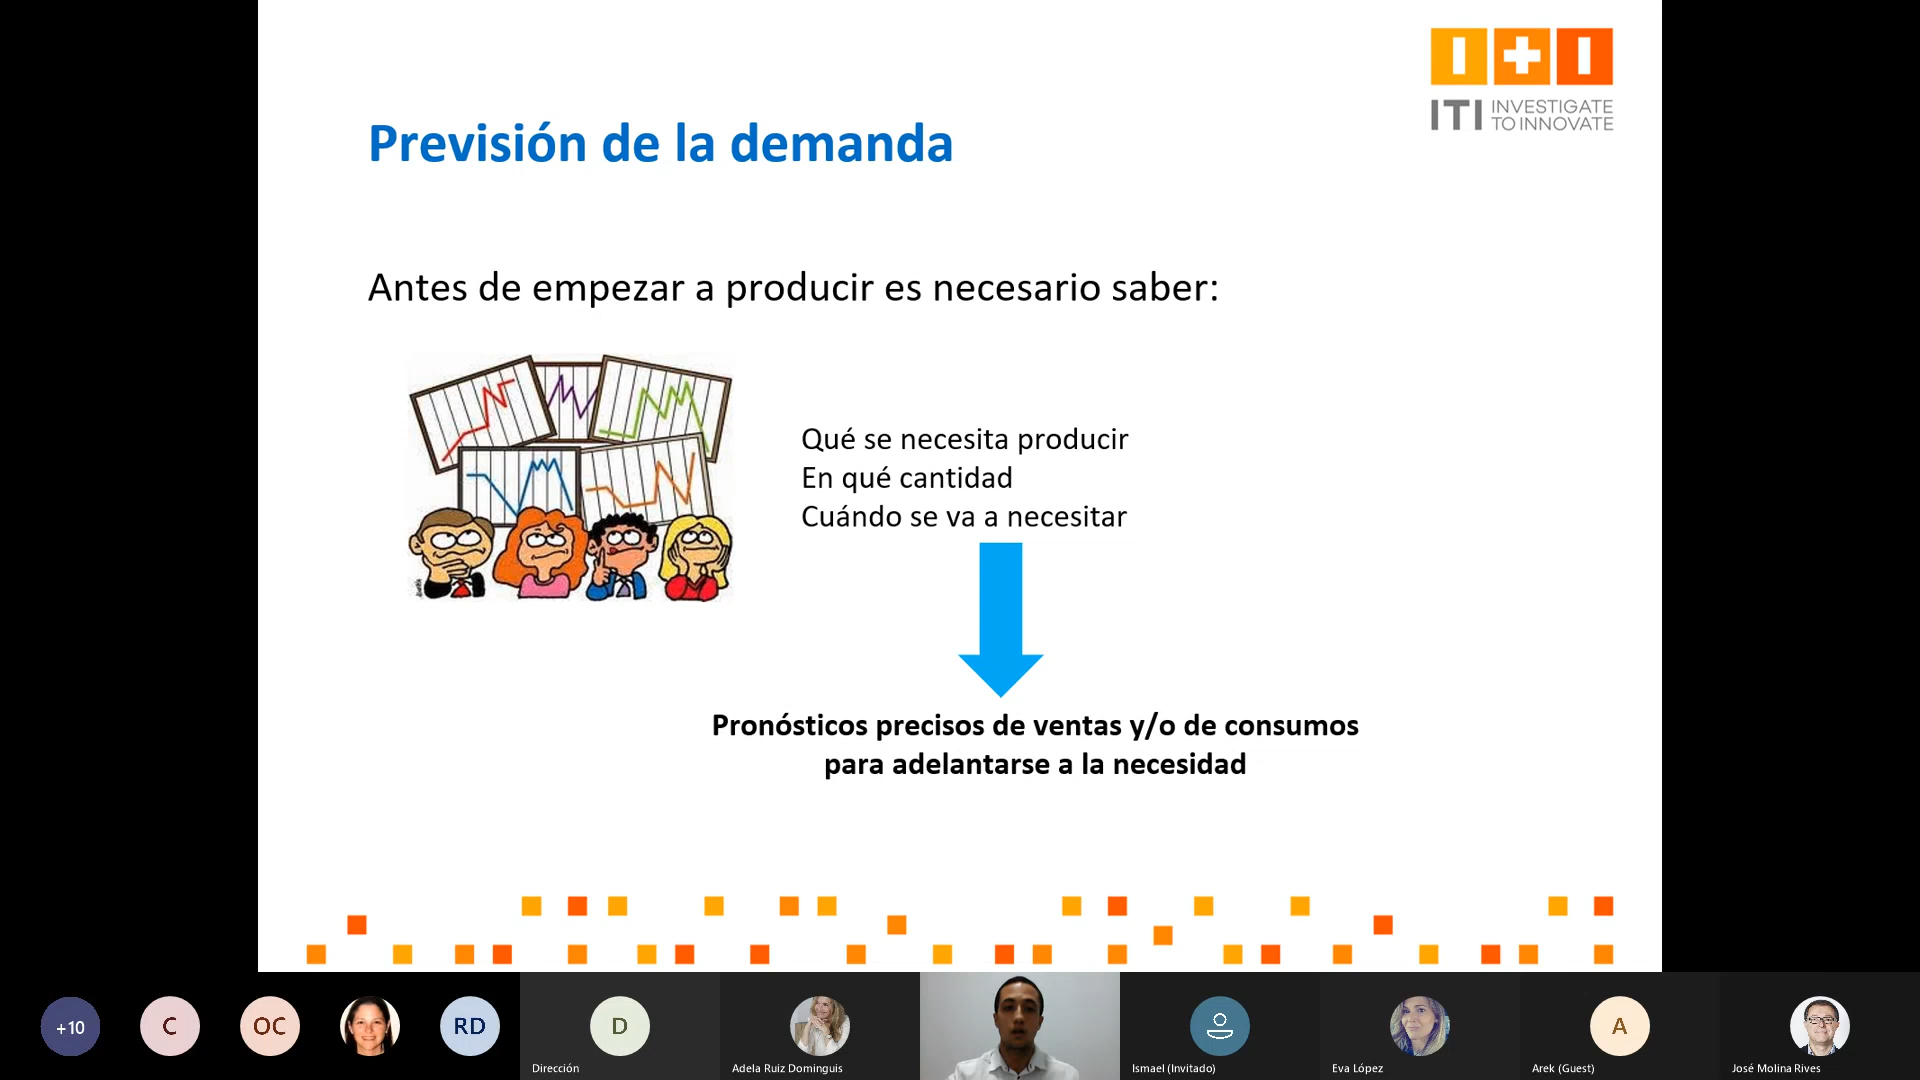 ITI INVESTIGATE
TO INNOVATE
Previsión de la demanda
Antes de empezar a producir es necesario saber:
Qué se necesita producir
En qué cantidad
Cuándo se va a necesitar
Pronósticos precisos de ventas y/o de consumos
para adelantarse a la necesidad
+10
C
OC
RD
D
A
Dirección
Adela Ruiz Dominguis
Ismael (Invitado)
Eva López
Arek (Guest)
José Molina Rives